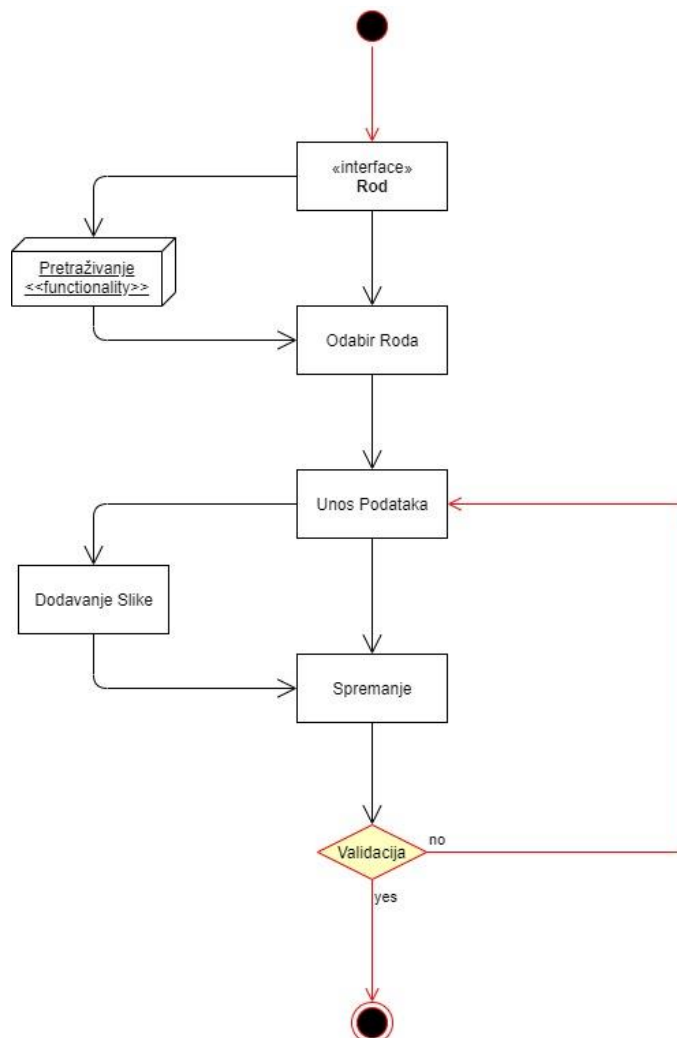 «interface»
Rod
Pretraživanje
<<functionality>>
Odabir Roda
Unos Podataka
Dodavanje Slike
Spremanje
Validacija
no
yes